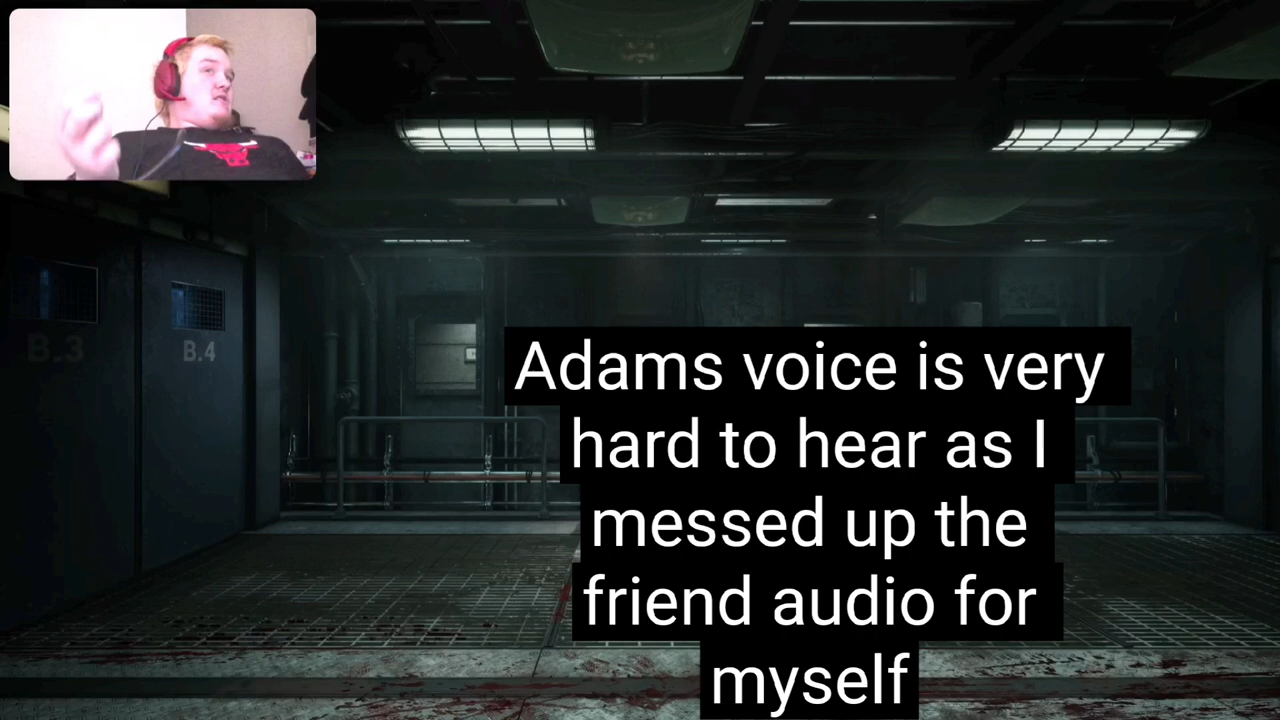 B.3
B.4
Adams voice is very
hard to hear as I
messed up the
friend audio for
myself